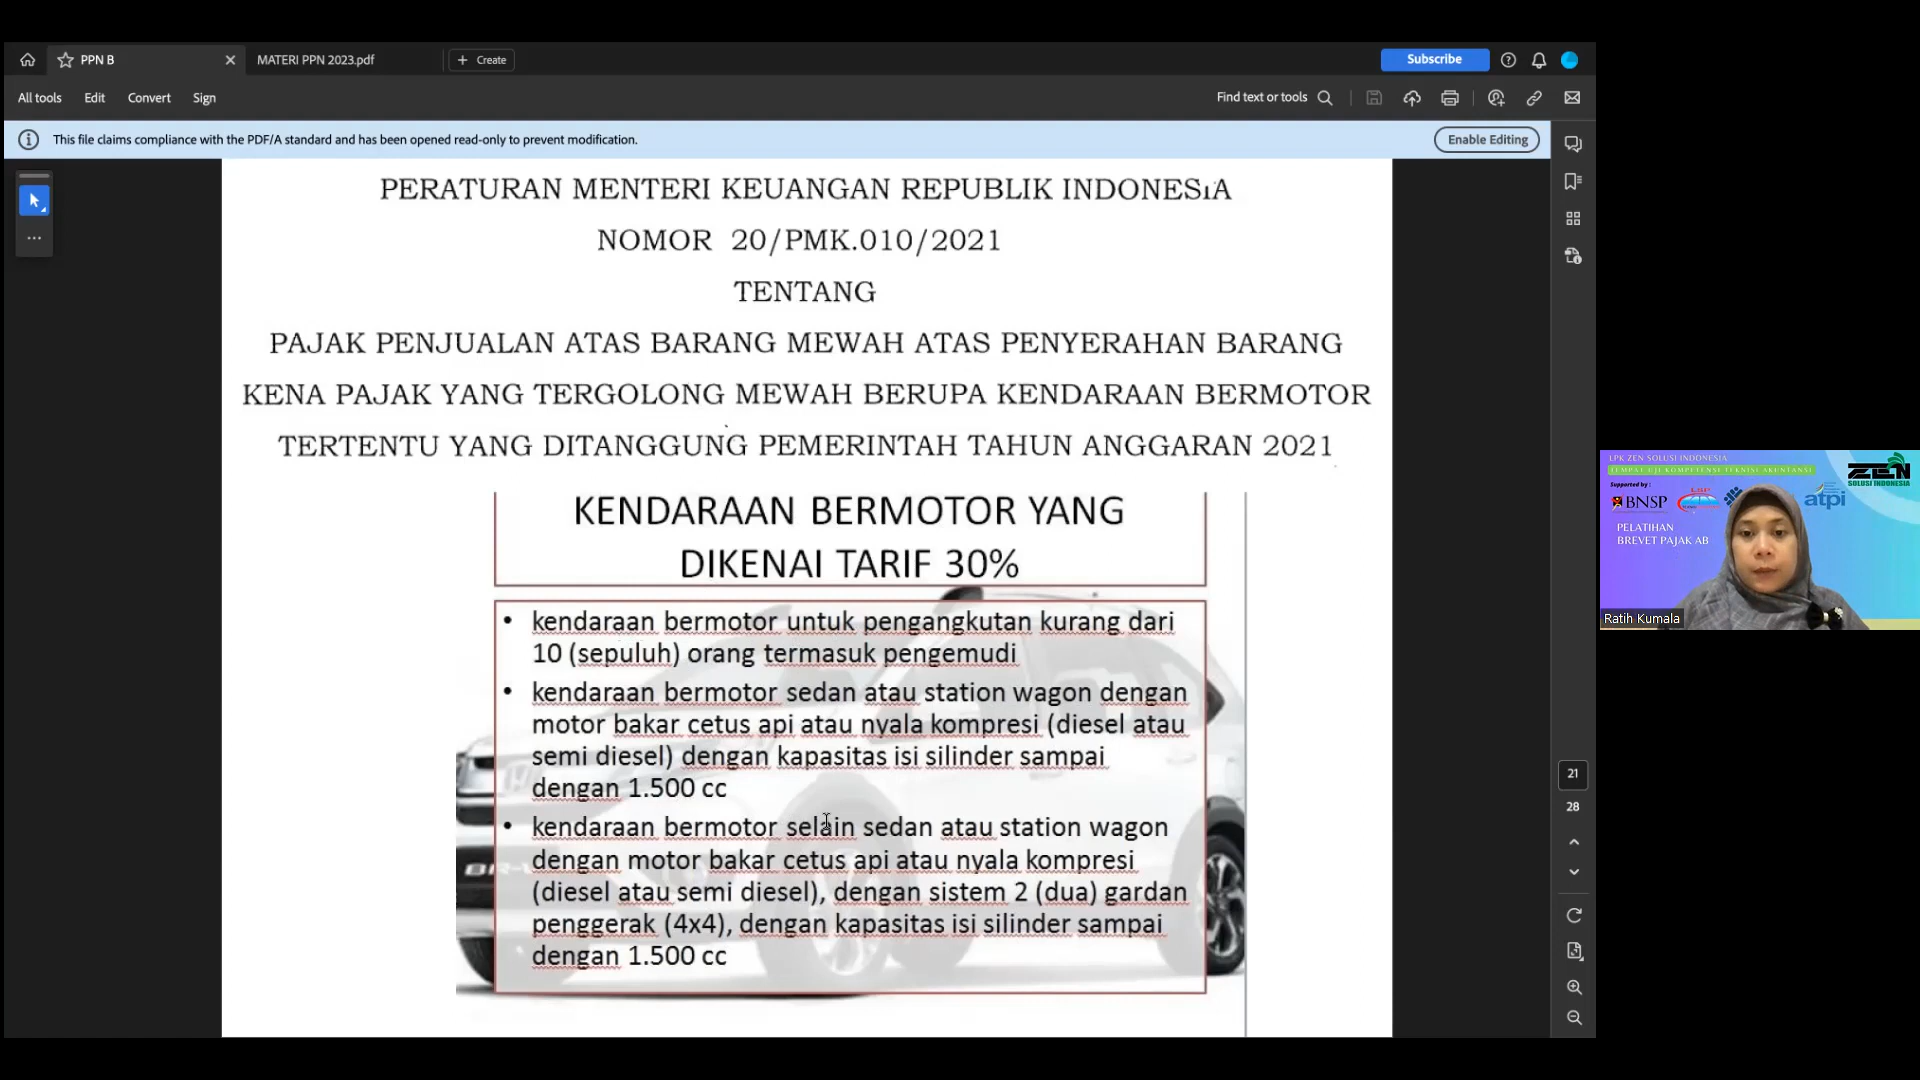 PPN B
MATERI PPN 2023.pdf
Create
Subscribe
All tools
Edit
Convert
Sign
Find text or tools
This file claims compliance with the PDF/A standard and has been opened read-only to prevent modification.
Enable Editing
PERATURAN MENTERI KEUANGAN REPUBLIK INDONESIA
NOMOR 20/PMK.010/2021
TENTANG
PAJAK PENJUALAN ATAS BARANG MEWAH ATAS PENYERAHAN BARANG
KENA PAJAK YANG TERGOLONG MEWAH BERUPA KENDARAAN BERMOTOR
TERTENTU YANG DITANGGUNG PEMERINTAH TAHUN ANGGARAN 2021
KENDARAAN BERMOTOR YANG
DIKENAI TARIF 30%
• kendaraan bermotor untuk pengangkutan kurang dari
10 (sepuluh) orang termasuk pengemudi
• kendaraan bermotor sedan atau station wagon dengan
motor bakar cetus api atau nyala kompresi (diesel atau
semi diesel) dengan kapasitas isi silinder sampai
dengan 1.500 cc
• kendaraan bermotor selain sedan atau station wagon
dengan motor bakar cetus api atau nyala kompresi
(diesel atau semi diesel), dengan sistem 2 (dua) gardan
penggerak (4x4), dengan kapasitas isi silinder sampai
dengan 1.500 cc
21
28
LPK ZEN SOLUSI INDONESIA
TEMPAT UJI KOMPETENSI TEKNISI AKUNTANSI
Supported by :
BNSP
LSP
atpi
ZEN
SOLUSI INDONESIA
PELATIHAN
BREVET PAJAK AB
Ratih Kumala